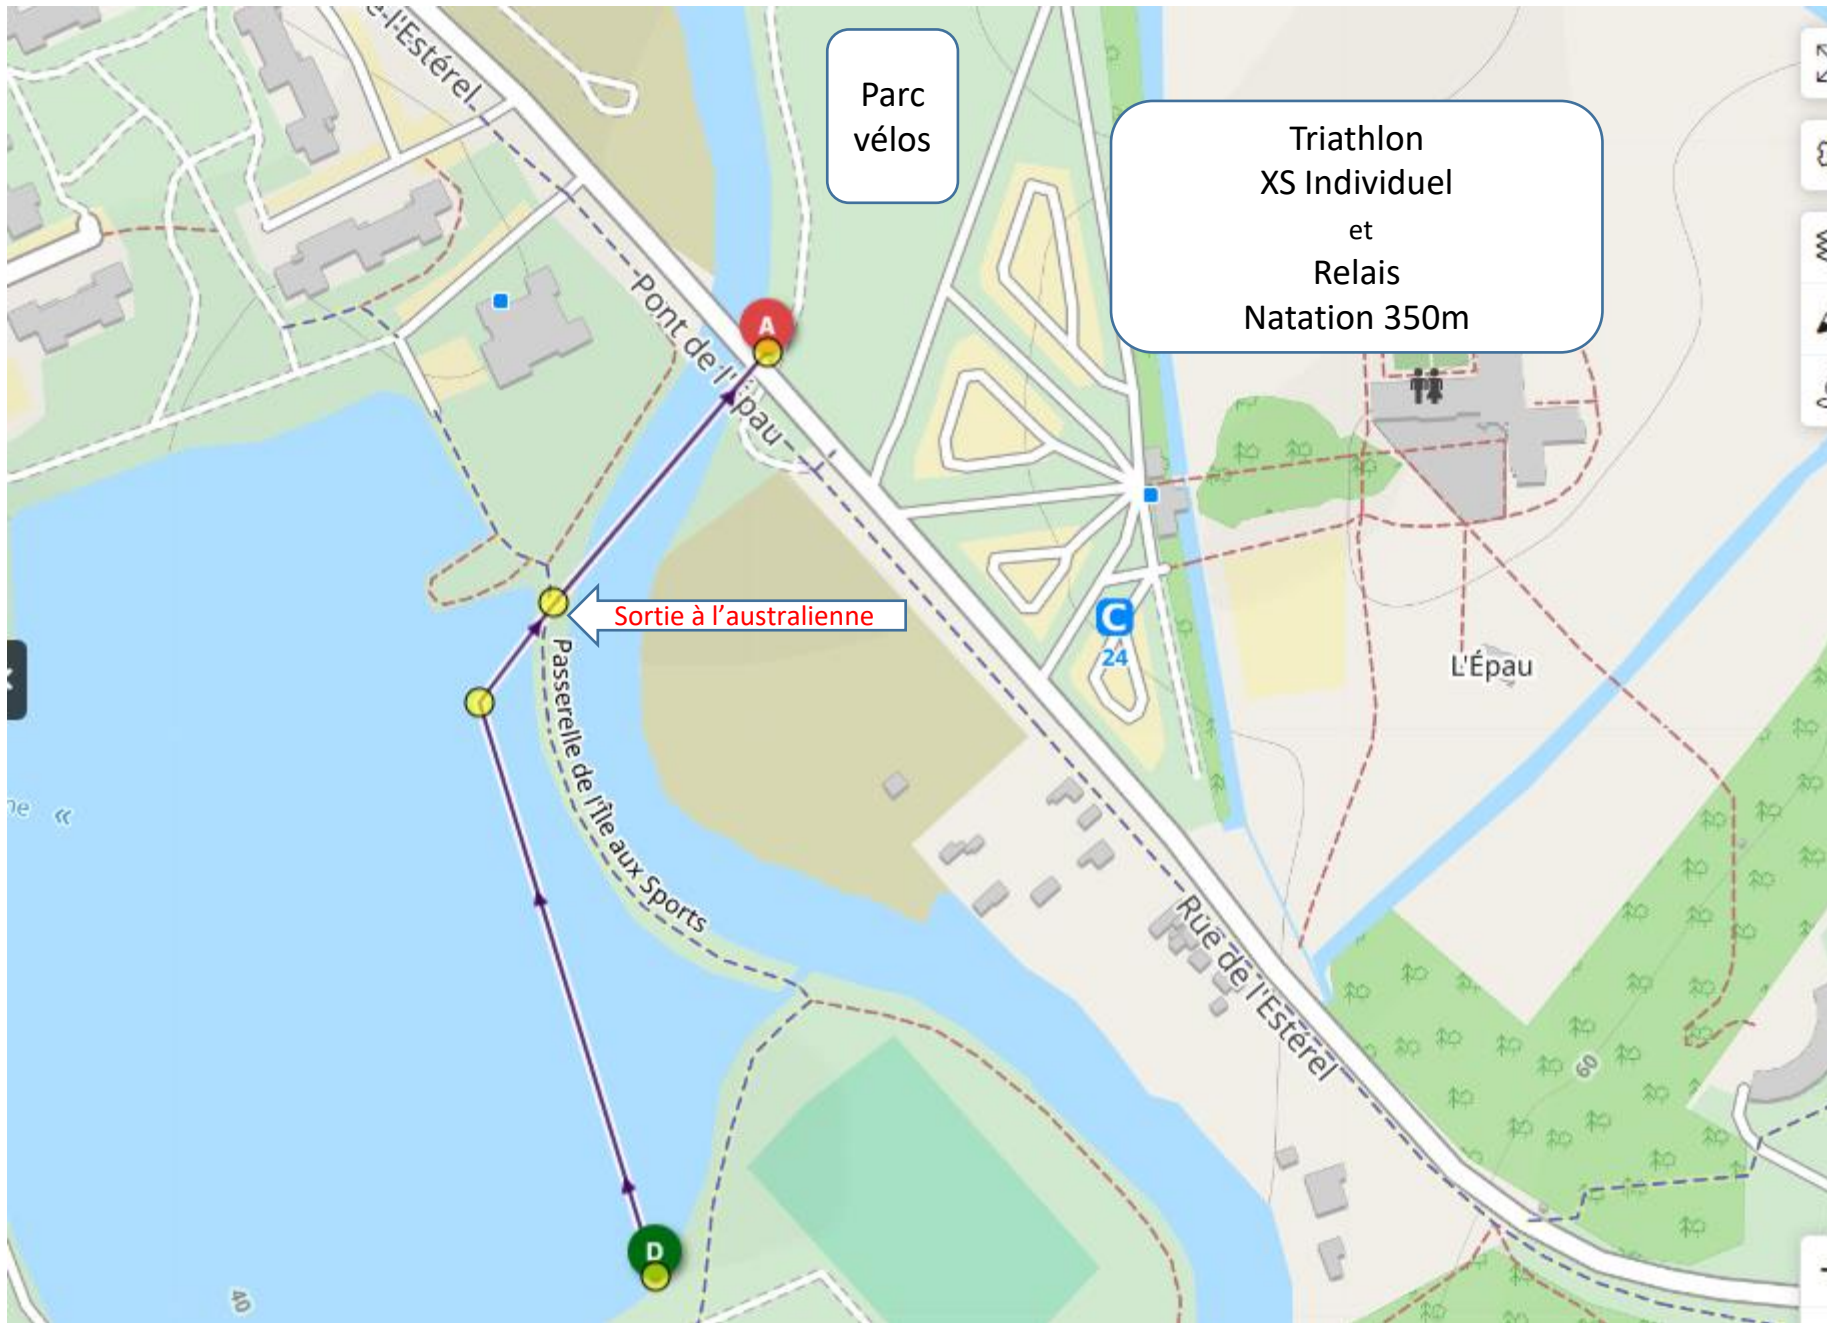 e l'Estérel
Parc
vélos
Triathlon
XS Individuel
et
Relais
Natation 350m
A
Pont de l'Épau
Sortie à l'australienne
C
24
L'Épau
Passerelle de l'Île aux Sports
ne «
Rue de l'Estérel
60
D
40